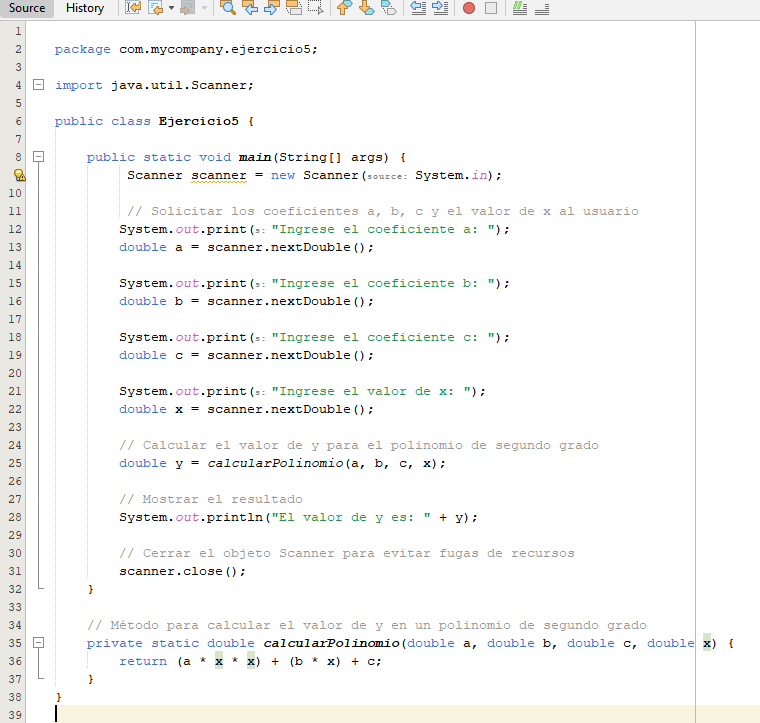 Source History
1
2 package com.mycompany.ejercicio5;
3
4 import java.util.Scanner;
5
6 public class Ejercicio5 {
7
8 public static void main(String[] args) {
Scanner scanner = new Scanner(source: System.in);
10
11 // Solicitar los coeficientes a, b, c y el valor de x al usuario
12 System.out.print(s: "Ingrese el coeficiente a: ");
13 double a = scanner.nextDouble();
14
15 System.out.print(s: "Ingrese el coeficiente b: ");
16 double b = scanner.nextDouble();
17
18 System.out.print(s: "Ingrese el coeficiente c: ");
19 double c = scanner.nextDouble();
20
21 System.out.print(s: "Ingrese el valor de x: ");
22 double x = scanner.nextDouble();
23
24 // Calcular el valor de y para el polinomio de segundo grado
25 double y = calcularPolinomio(a, b, c, x);
26
27 // Mostrar el resultado
28 System.out.println("El valor de y es: " + y);
29
30 // Cerrar el objeto Scanner para evitar fugas de recursos
31 scanner.close();
32 }
33
34 // Método para calcular el valor de y en un polinomio de segundo grado
35 private static double calcularPolinomio(double a, double b, double c, double x) {
36 return (a * x * x) + (b * x) + c;
37 }
38 }
39